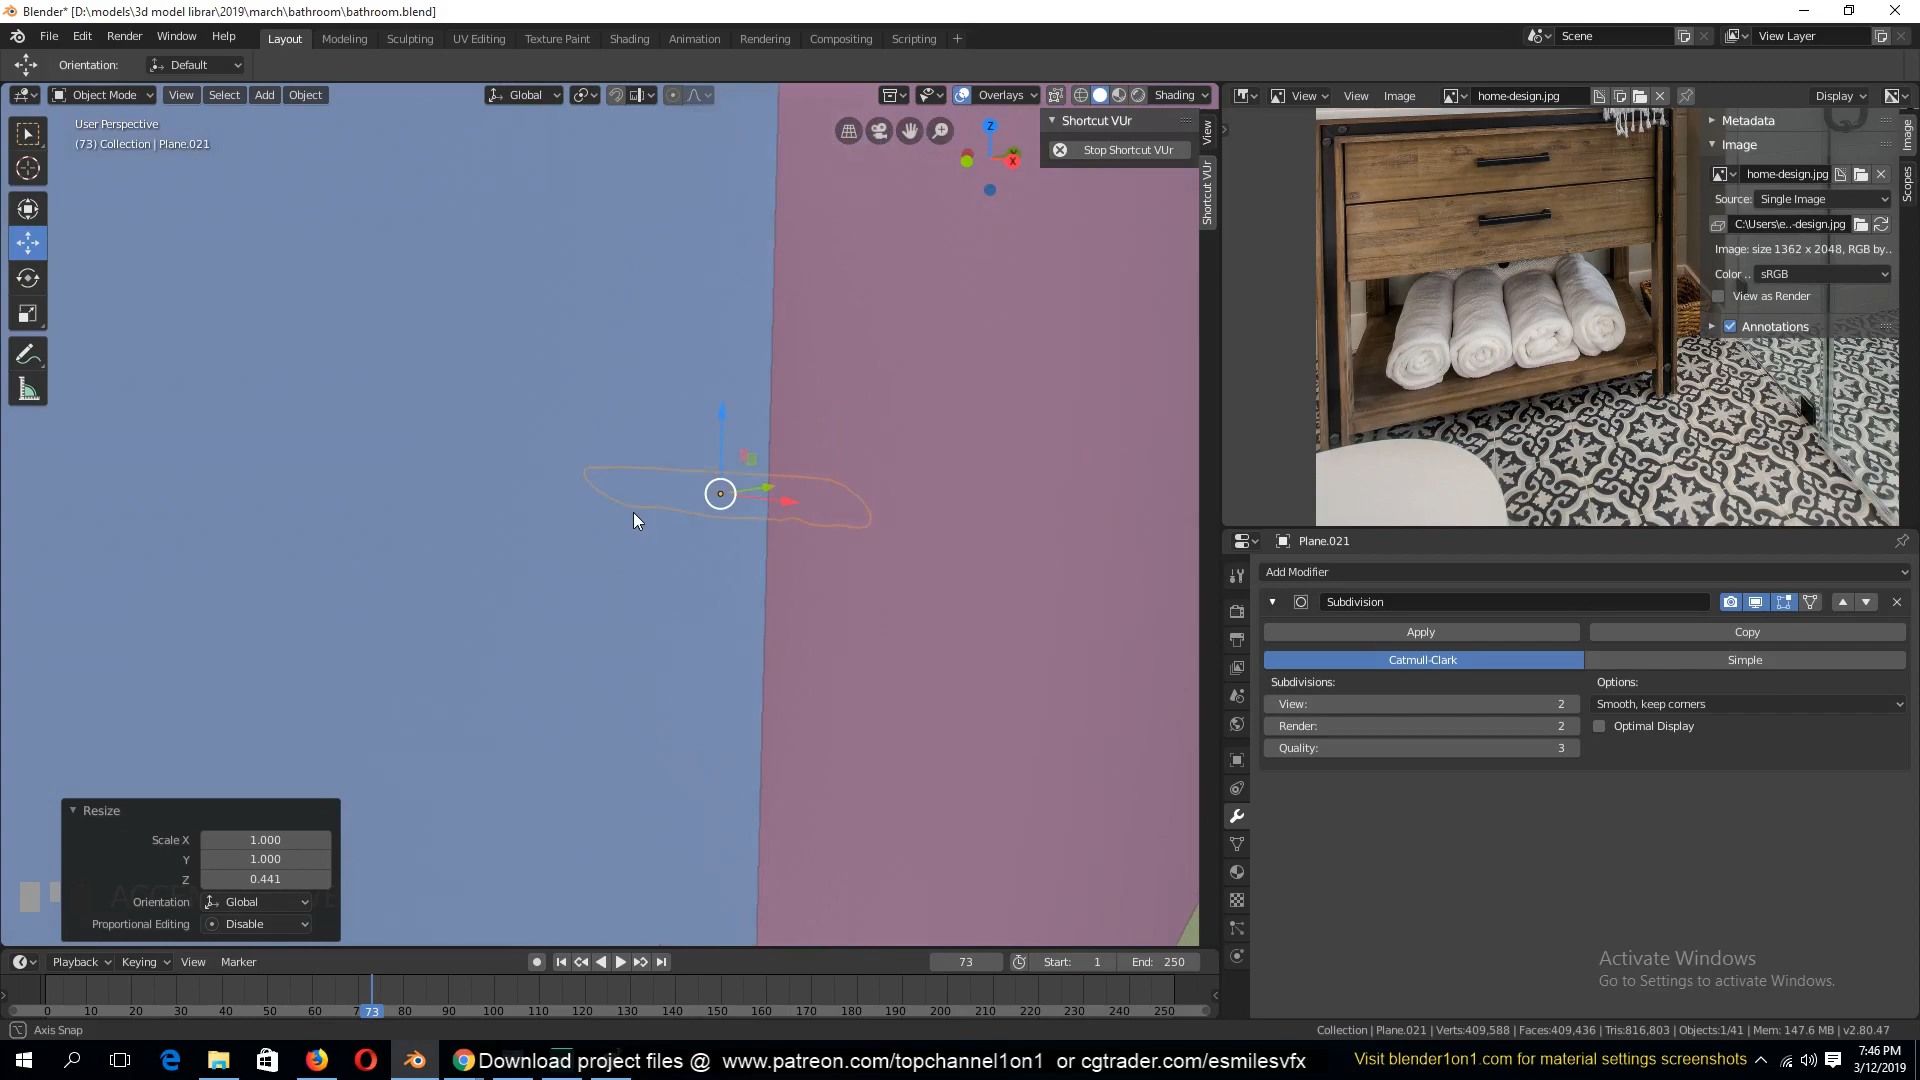 Blender* [D:\models\3d model librar\2019\march\bathroom\bathroom.blend]
File Edit Render Window Help
Layout Modeling Sculpting UV Editing Texture Paint Shading Animation Rendering Compositing Scripting +
Scene
View Layer
Orientation: Default
Object Mode View Select Add Object
Global
Overlays Shading
View View Image home-design.jpg Display
User Perspective
(73) Collection | Plane.021
Z
X
Shortcut VUr
Stop Shortcut VUr
View
Shortcut VUr
Metadata
Image
home-design.jpg
Source: Single Image
C:\Users\e..-design.jpg
Image: size 1362 x 2048, RGB by..
Color .. sRGB
View as Render
Annotations
Image
Scopes
Plane.021
Add Modifier
Subdivision
Apply Copy
Catmull-Clark Simple
Subdivisions: Options:
View: 2 Smooth, keep corners
Render: 2 Optimal Display
Quality: 3
Resize
Scale X 1.000
Y 1.000
Z 0.441
Orientation Global
Proportional Editing Disable
Activate Windows
Go to Settings to activate Windows.
Playback Keying View Marker
73
Start: 1 End: 250
0 10 20 30 40 50 60 73 80 90 100 110 120 130 140 150 160 170 180 190 200 210 220 230 240 250
Axis Snap
Collection | Plane.021 | Verts:409,588 | Faces:409,436 | Tris:816,803 | Objects:1/41 | Mem: 147.6 MB | v2.80.47
Download project files @ www.patreon.com/topchannel1on1 or cgtrader.com/esmilesvfx
Visit blender1on1.com for material settings screenshots
7:46 PM
3/12/2019